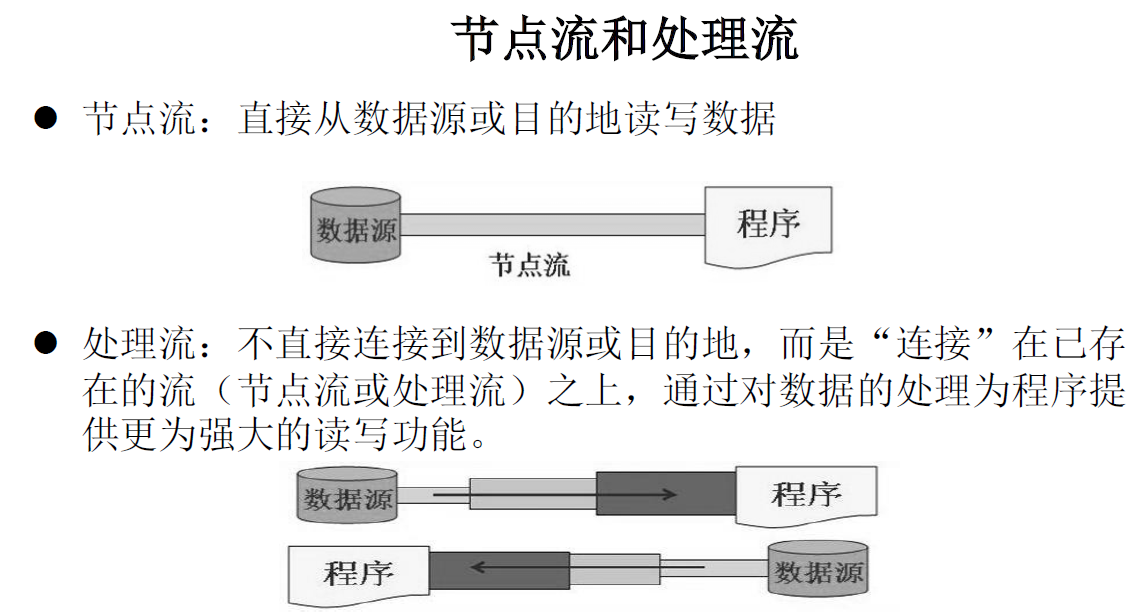 节点流和处理流
● 节点流：直接从数据源或目的地读写数据
数据源
程序
节点流
● 处理流：不直接连接到数据源或目的地，而是“连接”在已存
在的流（节点流或处理流）之上，通过对数据的处理为程序提
供更为强大的读写功能。
数据源
程序
程序
数据源